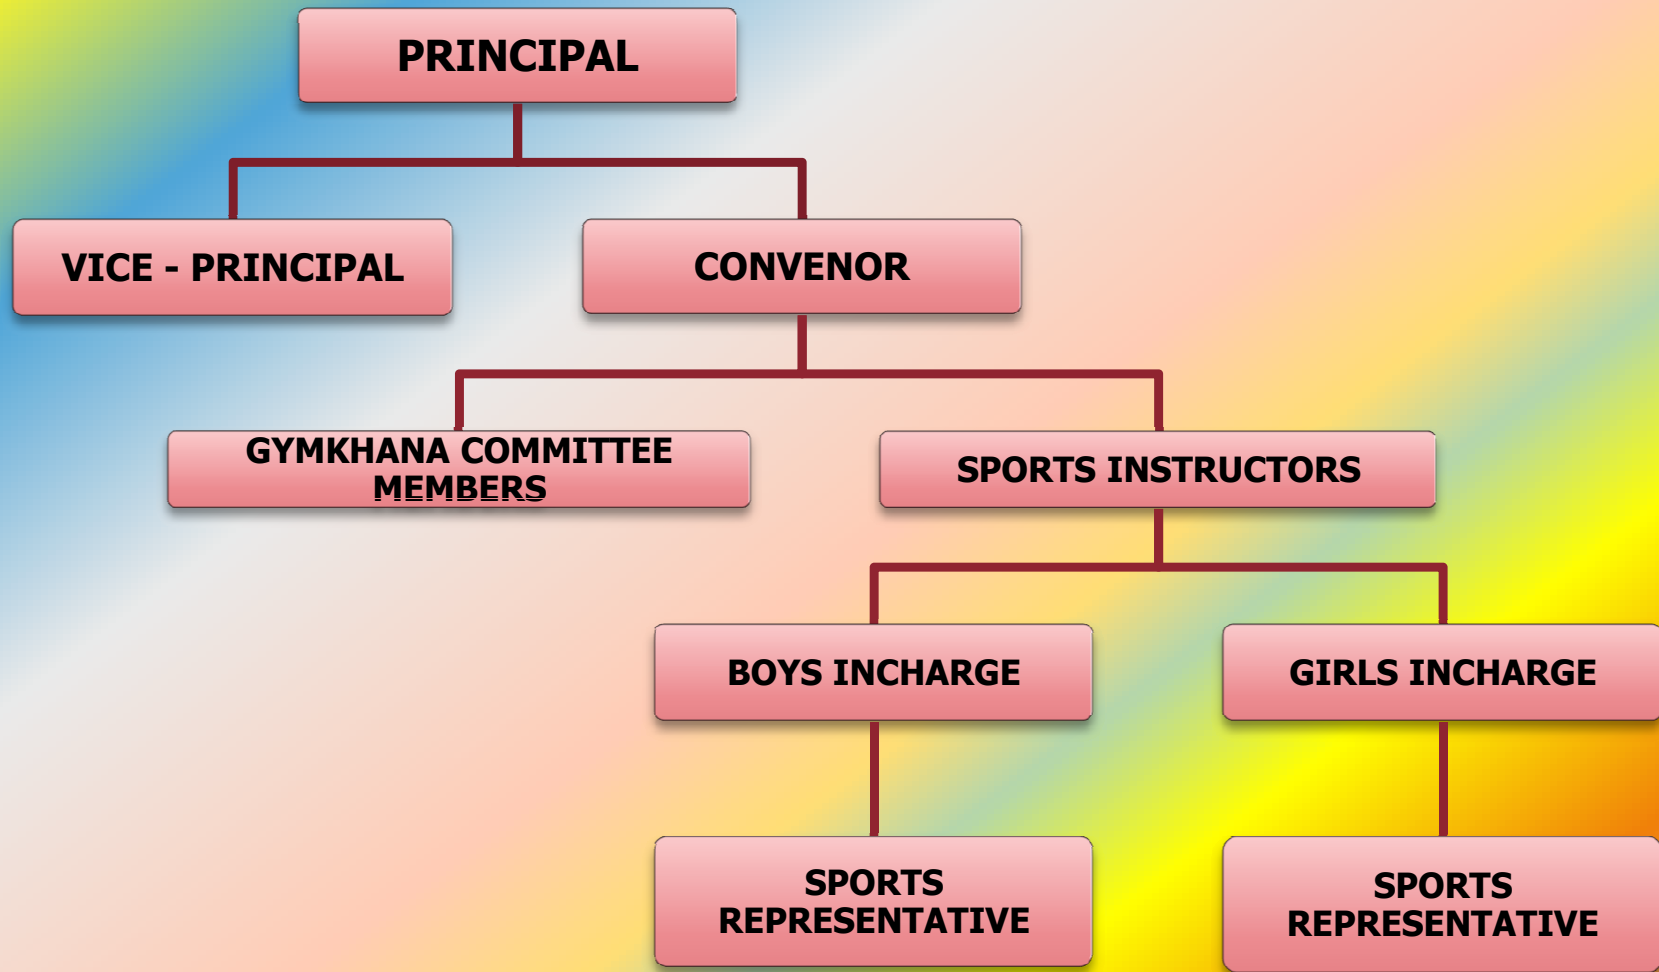 PRINCIPAL
VICE - PRINCIPAL
CONVENOR
GYMKHANA COMMITTEE
MEMBERS
SPORTS INSTRUCTORS
BOYS INCHARGE
GIRLS INCHARGE
SPORTS
REPRESENTATIVE
SPORTS
REPRESENTATIVE